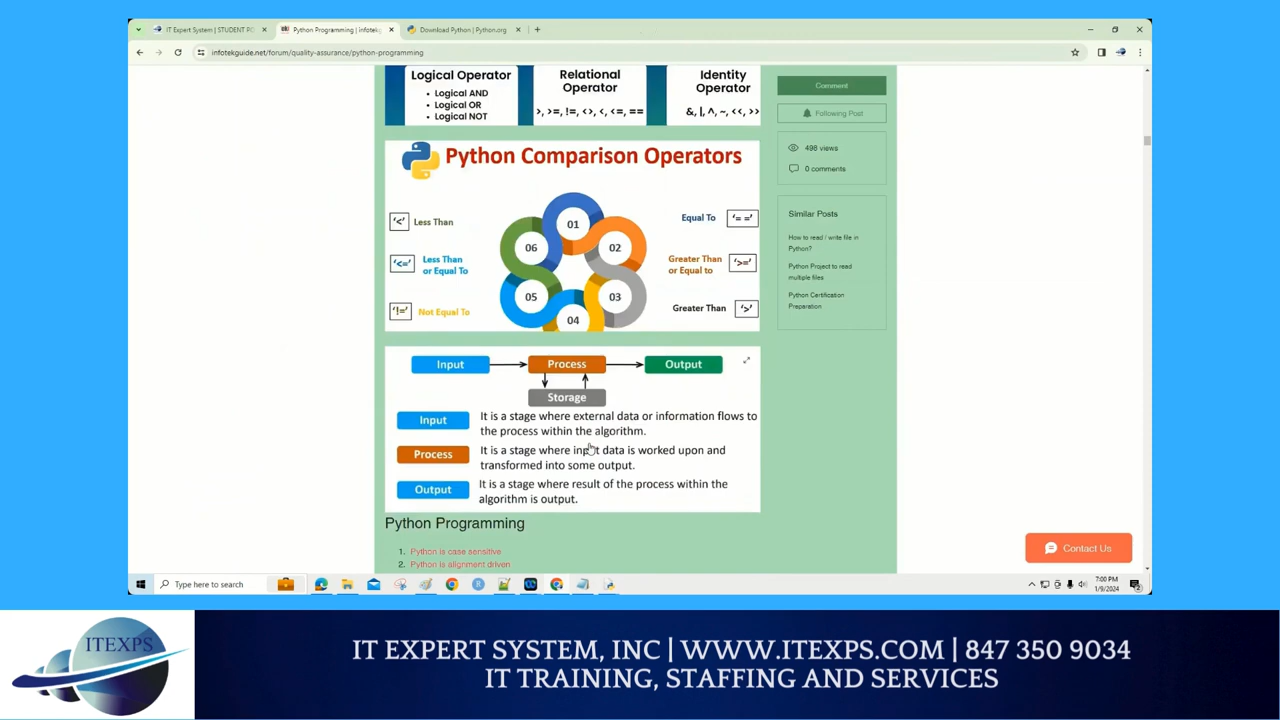 IT Expert System | STUDENT PO
Python Programming | infotekg
Download Python | Python.org
infotekguide.net/forum/quality-assurance/python-programming
Logical Operator
• Logical AND
• Logical OR
• Logical NOT
Relational
Operator
>, >=, !=, <>, <, <=, ==
Identity
Operator
&, |, ^, ~, <<, >>
Comment
Following Post
498 views
0 comments
Similar Posts
How to read / write file in
Python?
Python Project to read
multiple files
Python Certification
Preparation
Python Comparison Operators
'<' Less Than
'<=' Less Than
or Equal To
'!=' Not Equal To
01
02
03
04
05
06
Equal To '= ='
Greater Than
or Equal to '>='
Greater Than '>'
Input
Process
Output
Storage
Input
It is a stage where external data or information flows to
the process within the algorithm.
Process
It is a stage where input data is worked upon and
transformed into some output.
Output
It is a stage where result of the process within the
algorithm is output.
Python Programming
1. Python is case sensitive
2. Python is alignment driven
Contact Us
Type here to search
7:00 PM
1/9/2024
ITEXPS
IT EXPERT SYSTEM, INC | WWW.ITEXPS.COM | 847 350 9034
IT TRAINING, STAFFING AND SERVICES